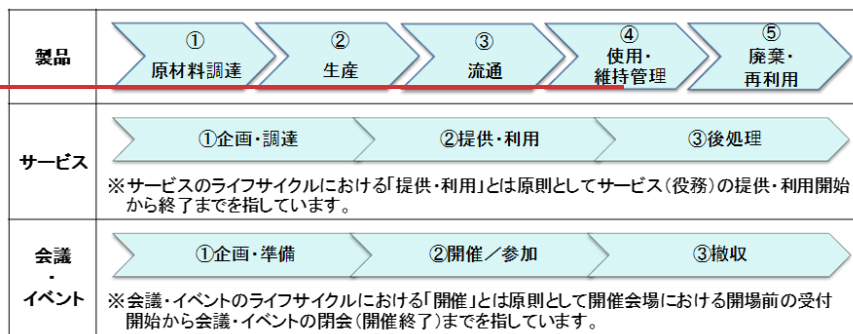 製品
①
原材料調達
②
生産
③
流通
④
使用・
維持管理
⑤
廃棄・
再利用
サービス
①企画・調達
②提供・利用
③後処理
※サービスのライフサイクルにおける「提供・利用」とは原則としてサービス（役務）の提供・利用開始
から終了までを指しています。
会議
・
イベント
①企画・準備
②開催／参加
③撤収
※会議・イベントのライフサイクルにおける「開催」とは原則として開催会場における開場前の受付
開始から会議・イベントの閉会（開催終了）までを指しています。